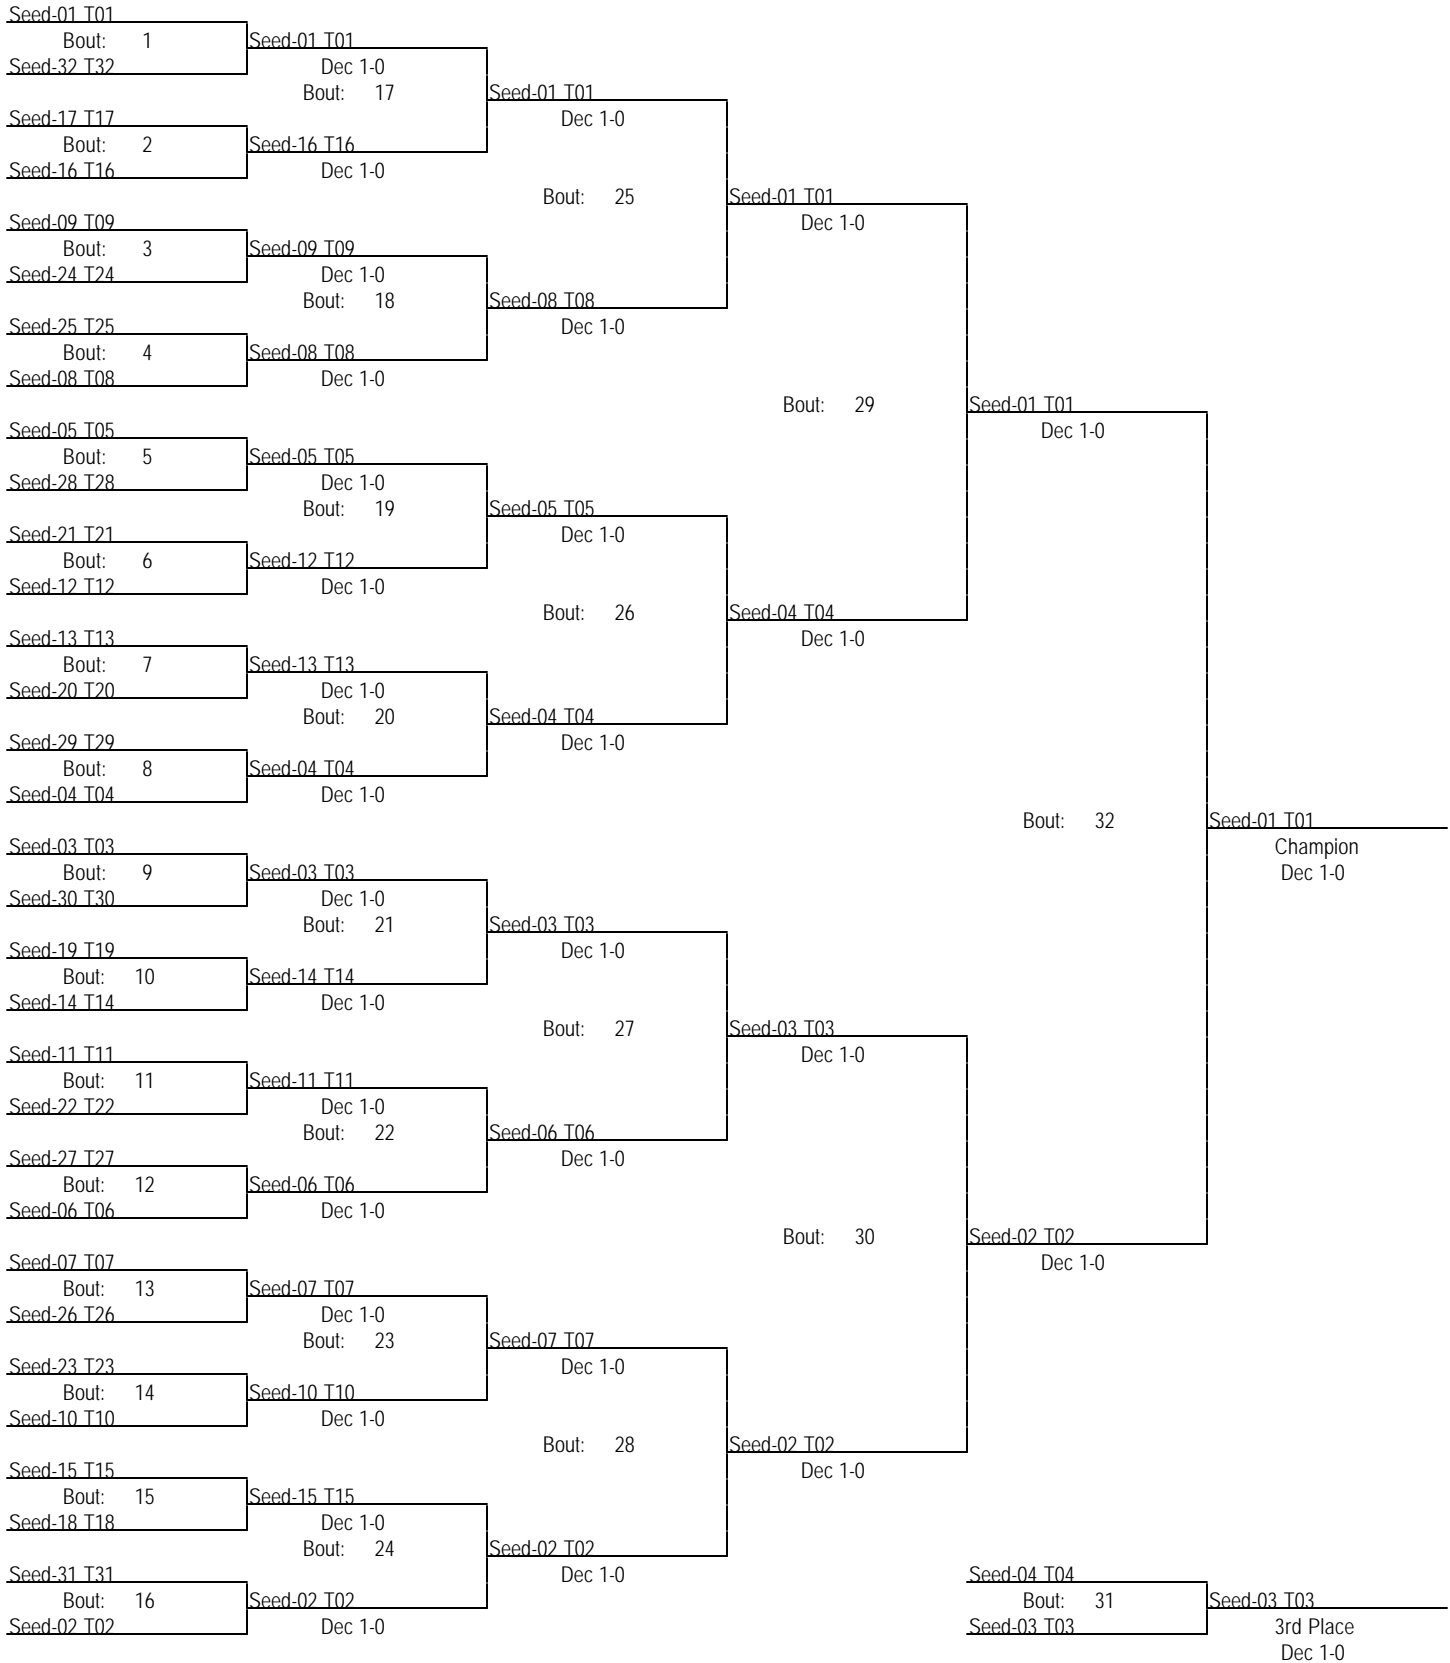 Seed-01 T01
Bout: 1
Seed-32 T32
Seed-17 T17
Bout: 2
Seed-16 T16
Seed-09 T09
Bout: 3
Seed-24 T24
Seed-25 T25
Bout: 4
Seed-08 T08
Seed-05 T05
Bout: 5
Seed-28 T28
Seed-21 T21
Bout: 6
Seed-12 T12
Seed-13 T13
Bout: 7
Seed-20 T20
Seed-29 T29
Bout: 8
Seed-04 T04
Seed-03 T03
Bout: 9
Seed-30 T30
Seed-19 T19
Bout: 10
Seed-14 T14
Seed-11 T11
Bout: 11
Seed-22 T22
Seed-27 T27
Bout: 12
Seed-06 T06
Seed-07 T07
Bout: 13
Seed-26 T26
Seed-23 T23
Bout: 14
Seed-10 T10
Seed-15 T15
Bout: 15
Seed-18 T18
Seed-31 T31
Bout: 16
Seed-02 T02
Seed-01 T01
Dec 1-0
Bout: 17
Seed-16 T16
Dec 1-0
Seed-09 T09
Dec 1-0
Bout: 18
Seed-08 T08
Dec 1-0
Seed-05 T05
Dec 1-0
Bout: 19
Seed-12 T12
Dec 1-0
Seed-13 T13
Dec 1-0
Bout: 20
Seed-04 T04
Dec 1-0
Seed-03 T03
Dec 1-0
Bout: 21
Seed-14 T14
Dec 1-0
Seed-11 T11
Dec 1-0
Bout: 22
Seed-06 T06
Dec 1-0
Seed-07 T07
Dec 1-0
Bout: 23
Seed-10 T10
Dec 1-0
Seed-15 T15
Dec 1-0
Bout: 24
Seed-02 T02
Dec 1-0
Seed-01 T01
Dec 1-0
Bout: 25
Seed-08 T08
Dec 1-0
Seed-05 T05
Dec 1-0
Bout: 26
Seed-04 T04
Dec 1-0
Seed-03 T03
Dec 1-0
Bout: 27
Seed-06 T06
Dec 1-0
Seed-07 T07
Dec 1-0
Bout: 28
Seed-02 T02
Dec 1-0
Seed-01 T01
Dec 1-0
Bout: 29
Seed-04 T04
Dec 1-0
Seed-03 T03
Dec 1-0
Bout: 30
Seed-02 T02
Dec 1-0
Seed-01 T01
Dec 1-0
Bout: 32
Seed-02 T02
Dec 1-0
Seed-01 T01
Champion
Dec 1-0
Seed-04 T04
Bout: 31
Seed-03 T03
Seed-03 T03
3rd Place
Dec 1-0